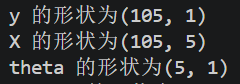 y 的形状为(105, 1)
X 的形状为(105, 5)
theta 的形状为(5, 1)